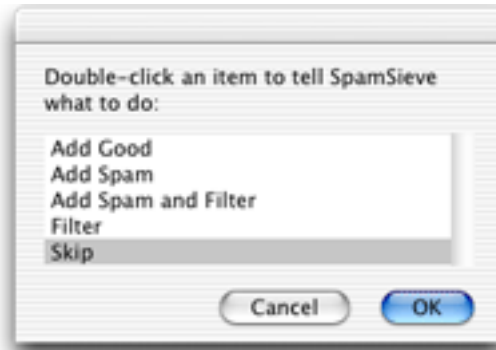 Double-click an item to tell SpamSieve
what to do:
Add Good
Add Spam
Add Spam and Filter
Filter
Skip
Cancel OK